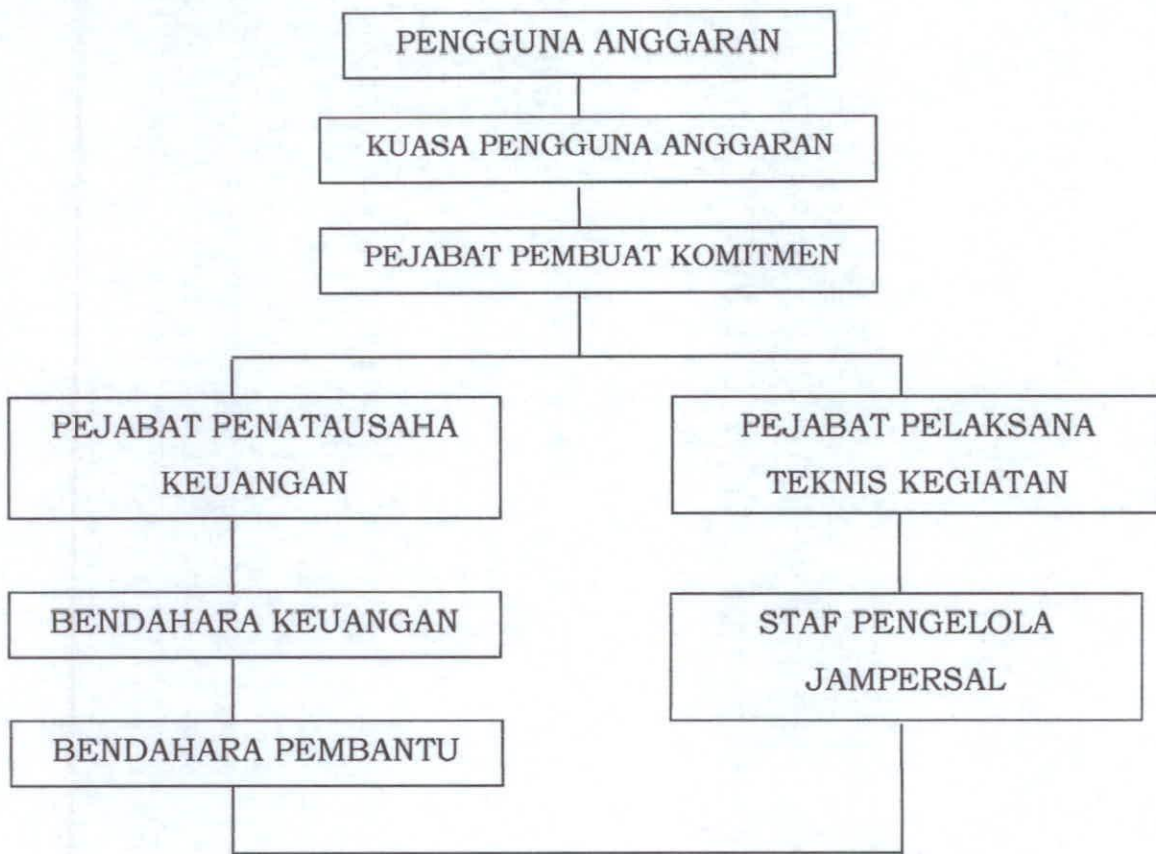 PENGGUNA ANGGARAN
KUASA PENGGUNA ANGGARAN
PEJABAT PEMBUAT KOMITMEN
PEJABAT PENATAUSAHA
KEUANGAN
PEJABAT PELAKSANA
TEKNIS KEGIATAN
BENDAHARA KEUANGAN
STAF PENGELOLA
JAMPERSAL
BENDAHARA PEMBANTU